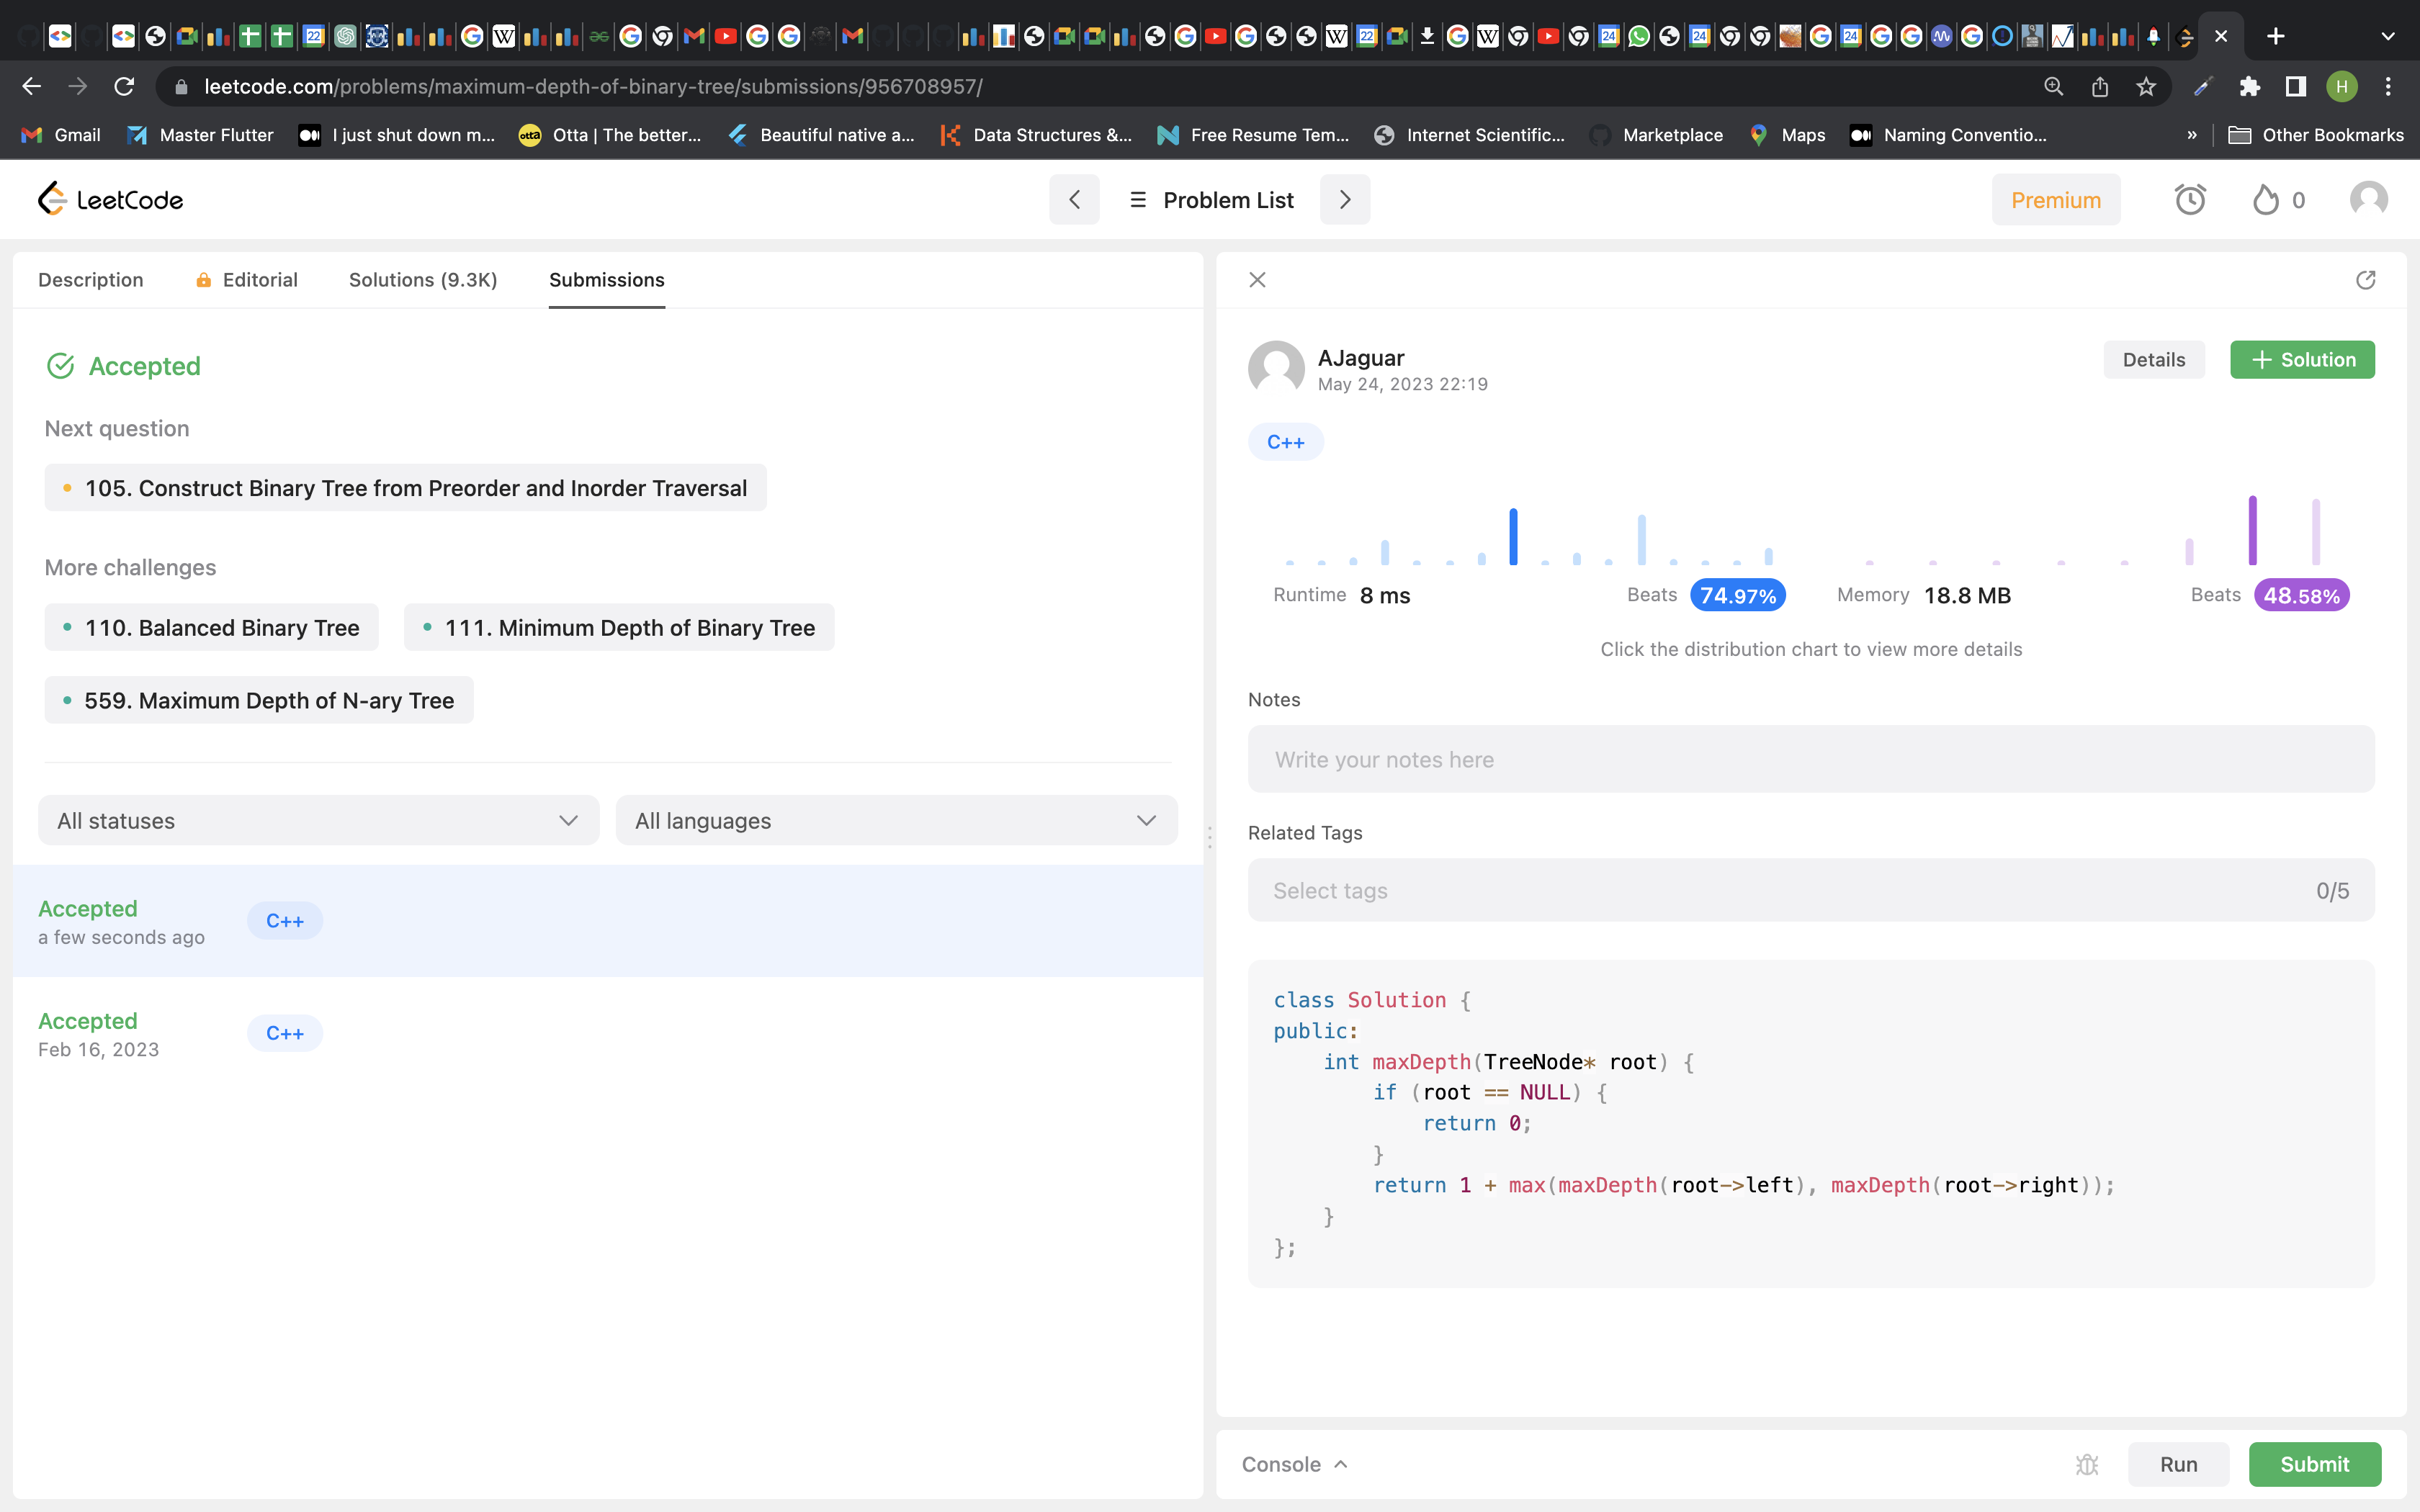 leetcode.com/problems/maximum-depth-of-binary-tree/submissions/956708957/
H
Gmail
Master Flutter
I just shut down m...
Otta | The better...
Beautiful native a...
Data Structures &...
Free Resume Tem...
Internet Scientific...
Marketplace
Maps
Naming Conventio...
»
Other Bookmarks
LeetCode
Problem List
Premium
0
Description
Editorial
Solutions (9.3K)
Submissions
Accepted
Next question
105. Construct Binary Tree from Preorder and Inorder Traversal
More challenges
110. Balanced Binary Tree
111. Minimum Depth of Binary Tree
559. Maximum Depth of N-ary Tree
All statuses
All languages
Accepted
a few seconds ago
C++
Accepted
Feb 16, 2023
C++
AJaguar
May 24, 2023 22:19
Details
+ Solution
C++
Runtime 8 ms
Beats 74.97%
Memory 18.8 MB
Beats 48.58%
Click the distribution chart to view more details
Notes
Write your notes here
Related Tags
Select tags
0/5
class Solution {
public:
    int maxDepth(TreeNode* root) {
        if (root == NULL) {
            return 0;
        }
        return 1 + max(maxDepth(root->left), maxDepth(root->right));
    }
};
Console
Run
Submit